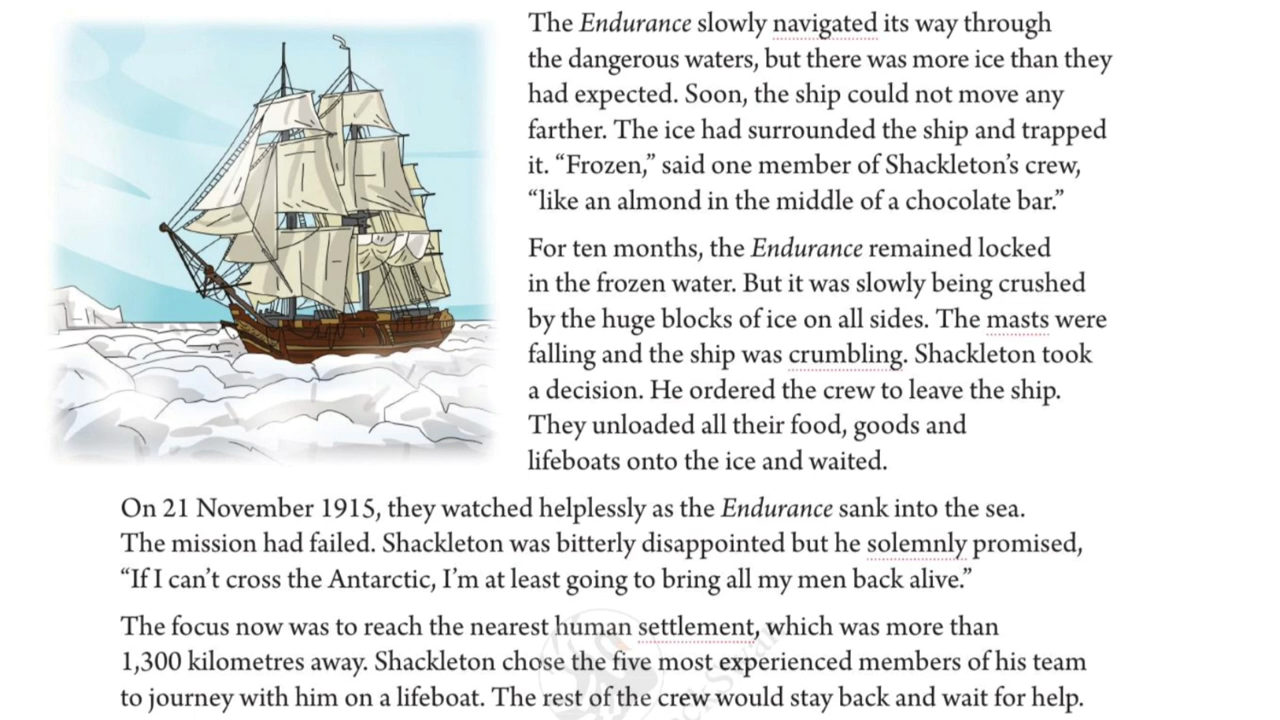 The Endurance slowly navigated its way through
the dangerous waters, but there was more ice than they
had expected. Soon, the ship could not move any
farther. The ice had surrounded the ship and trapped
it. “Frozen,” said one member of Shackleton’s crew,
“like an almond in the middle of a chocolate bar.”
For ten months, the Endurance remained locked
in the frozen water. But it was slowly being crushed
by the huge blocks of ice on all sides. The masts were
falling and the ship was crumbling. Shackleton took
a decision. He ordered the crew to leave the ship.
They unloaded all their food, goods and
lifeboats onto the ice and waited.
On 21 November 1915, they watched helplessly as the Endurance sank into the sea.
The mission had failed. Shackleton was bitterly disappointed but he solemnly promised,
“If I can’t cross the Antarctic, I’m at least going to bring all my men back alive.”
The focus now was to reach the nearest human settlement, which was more than
1,300 kilometres away. Shackleton chose the five most experienced members of his team
to journey with him on a lifeboat. The rest of the crew would stay back and wait for help.